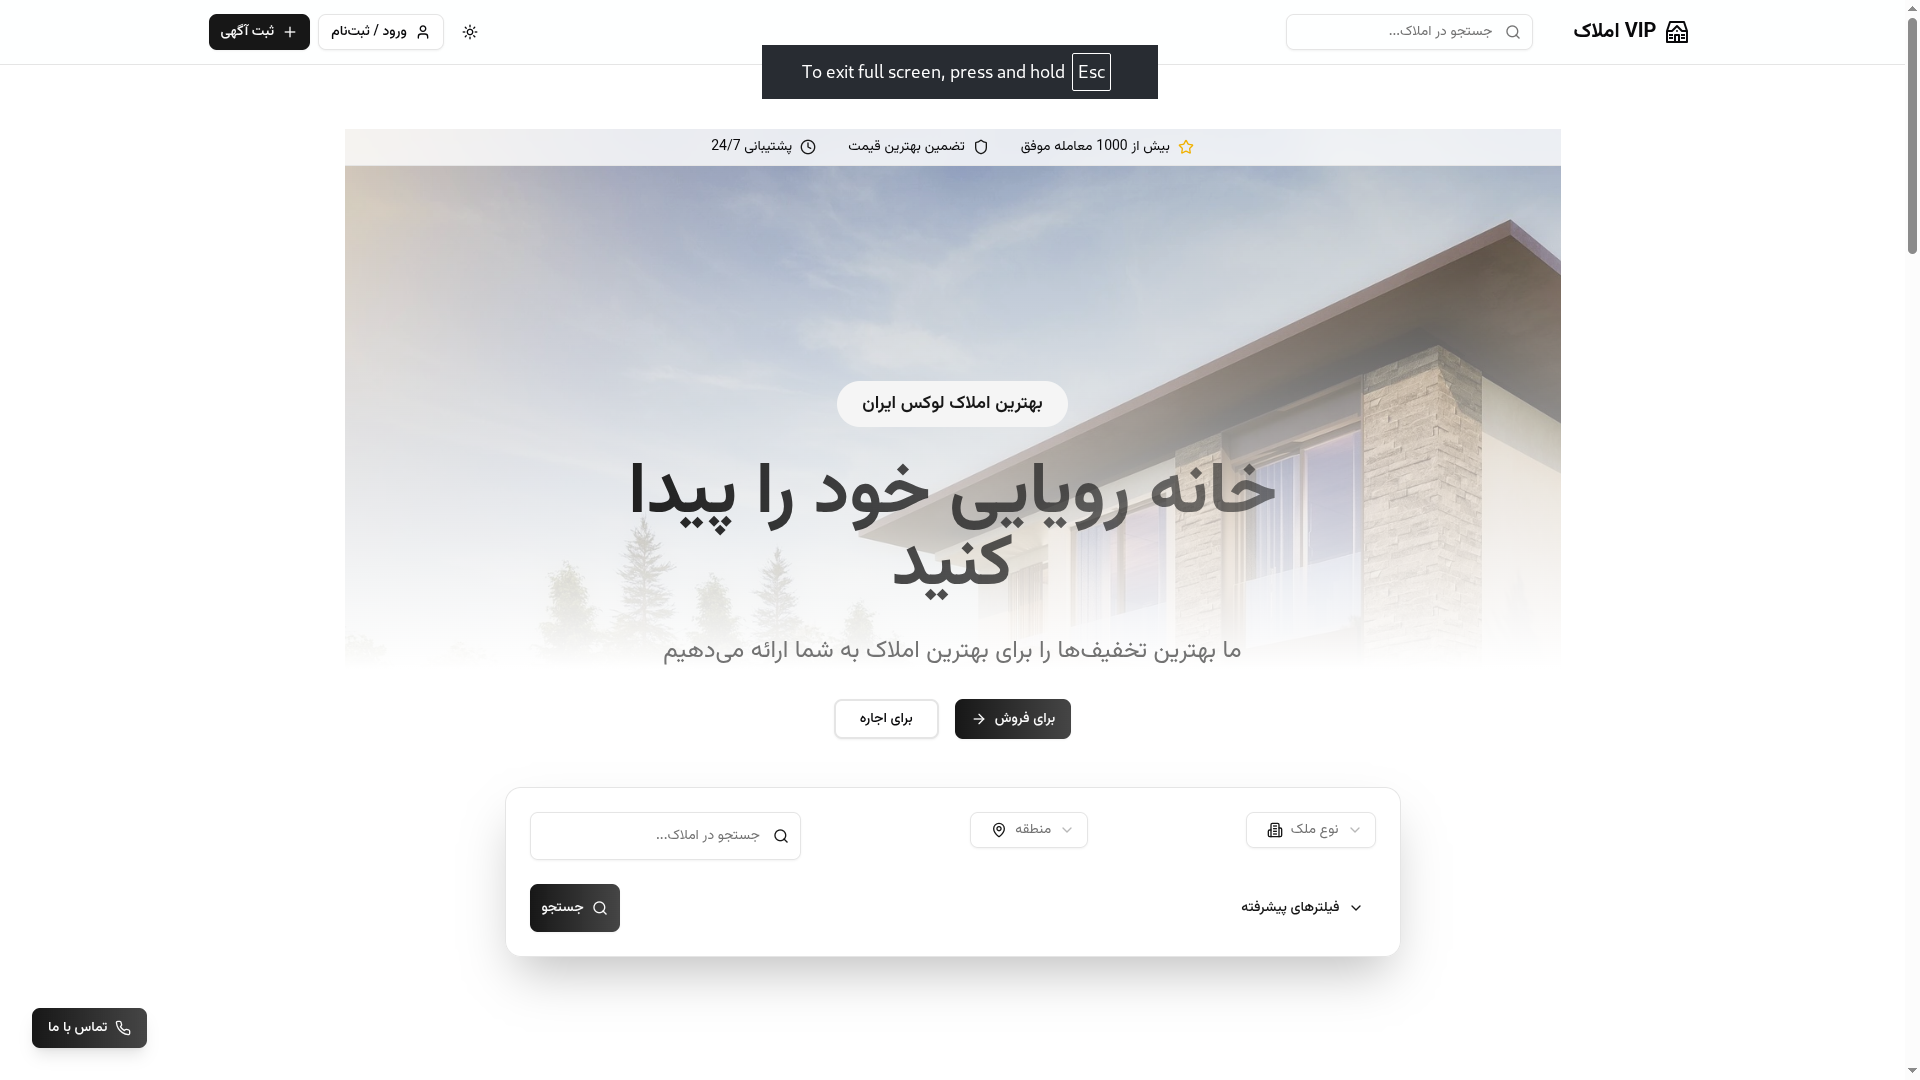 املاک VIP
جستجو در املاک...
ورود / ثبت‌نام
ثبت آگهی
To exit full screen, press and hold Esc
بیش از 1000 معامله موفق
تضمین بهترین قیمت
پشتیبانی 24/7
بهترین املاک لوکس ایران
خانه رویایی خود را پیدا
کنید
ما بهترین تخفیف‌ها را برای بهترین املاک به شما ارائه می‌دهیم
برای فروش
برای اجاره
نوع ملک
منطقه
جستجو در املاک...
فیلترهای پیشرفته
جستجو
تماس با ما